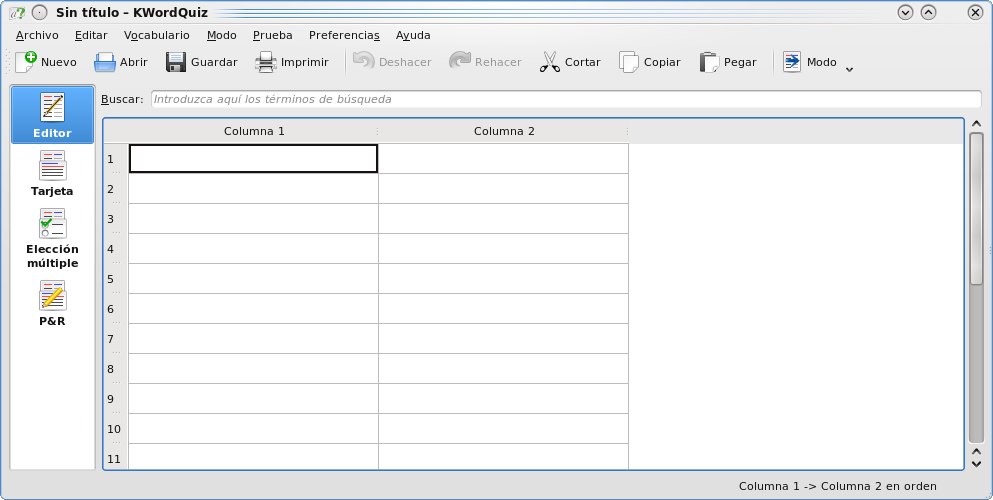 Sin título – KWordQuiz
Archivo Editar Vocabulario Modo Prueba Preferencias Ayuda
Nuevo Abrir Guardar Imprimir Deshacer Rehacer Cortar Copiar Pegar Modo
Buscar: Introduzca aquí los términos de búsqueda
Editor
Tarjeta
Elección
múltiple
P&R
Columna 1 Columna 2
1
2
3
4
5
6
7
8
9
10
11
Columna 1 -> Columna 2 en orden